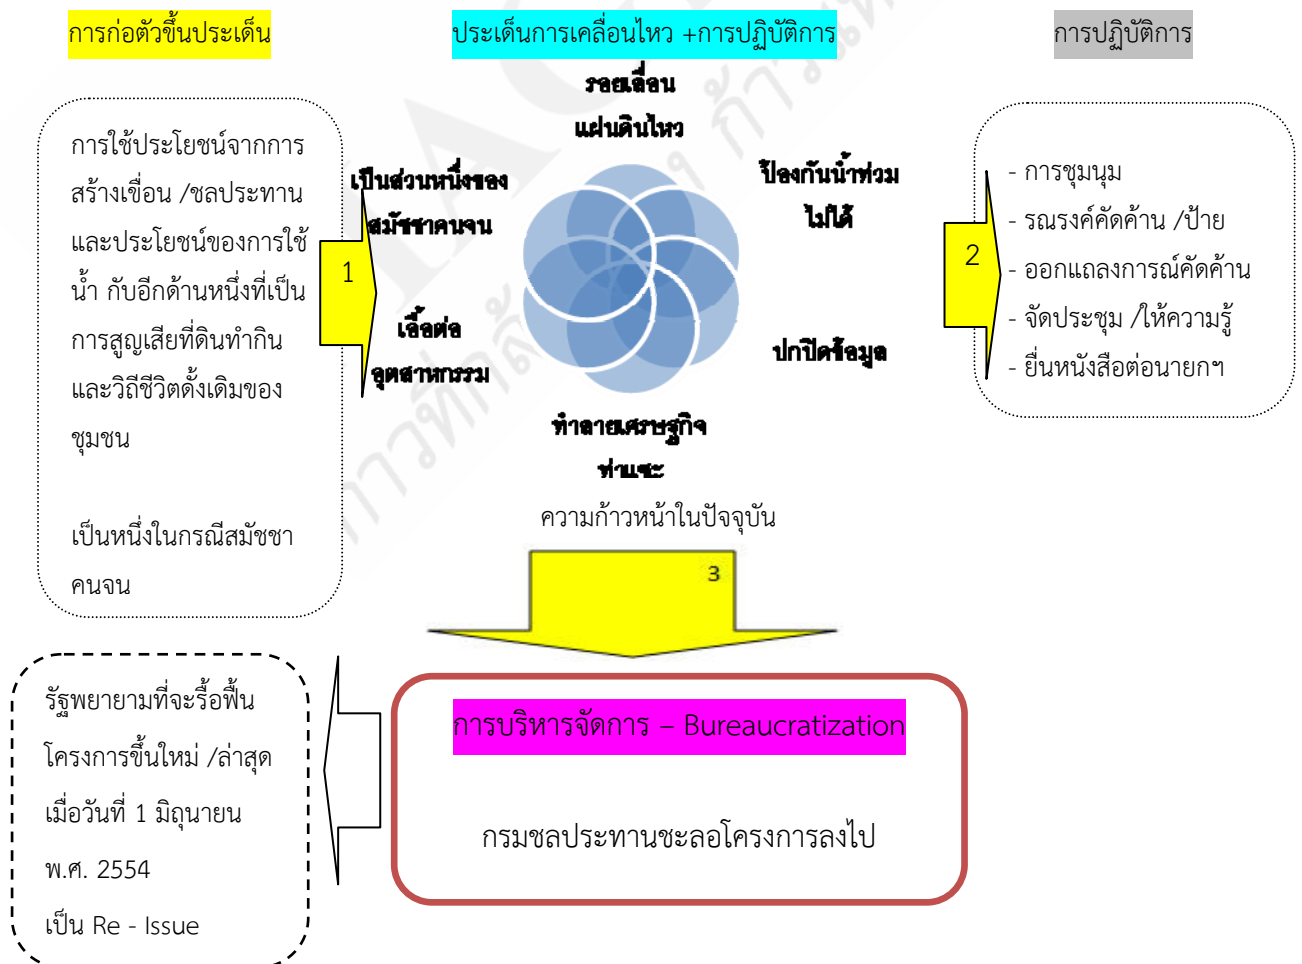 การก่อตัวขึ้นประเด็น
ประเด็นการเคลื่อนไหว +การปฏิบัติการ
การปฏิบัติการ
การใช้ประโยชน์จากการ
สร้างเขื่อน /ชลประทาน
และประโยชน์ของการใช้
น้ำ กับอีกด้านหนึ่งที่เป็น
การสูญเสียที่ดินทำกิน
และวิถีชีวิตดั้งเดิมของ
ชุมชน
เป็นหนึ่งในกรณีสมัชชา
คนจน
1
รอยเลื่อน
แผ่นดินไหว
ป้องกันน้ำท่วม
ไม่ได้
ปกปิดข้อมูล
ทำลายเศรษฐกิจ
ท่าแซะ
เอื้อต่อ
อุตสาหกรรม
เป็นส่วนหนึ่งของ
สมัชชาคนจน
2
- การชุมนุม
- รณรงค์คัดค้าน /ป้าย
- ออกแถลงการณ์คัดค้าน
- จัดประชุม /ให้ความรู้
- ยื่นหนังสือต่อนายกฯ
ความก้าวหน้าในปัจจุบัน
3
การบริหารจัดการ – Bureaucratization
กรมชลประทานชะลอโครงการลงไป
รัฐพยายามที่จะรื้อฟื้น
โครงการขึ้นใหม่ /ล่าสุด
เมื่อวันที่ 1 มิถุนายน
พ.ศ. 2554
เป็น Re - Issue